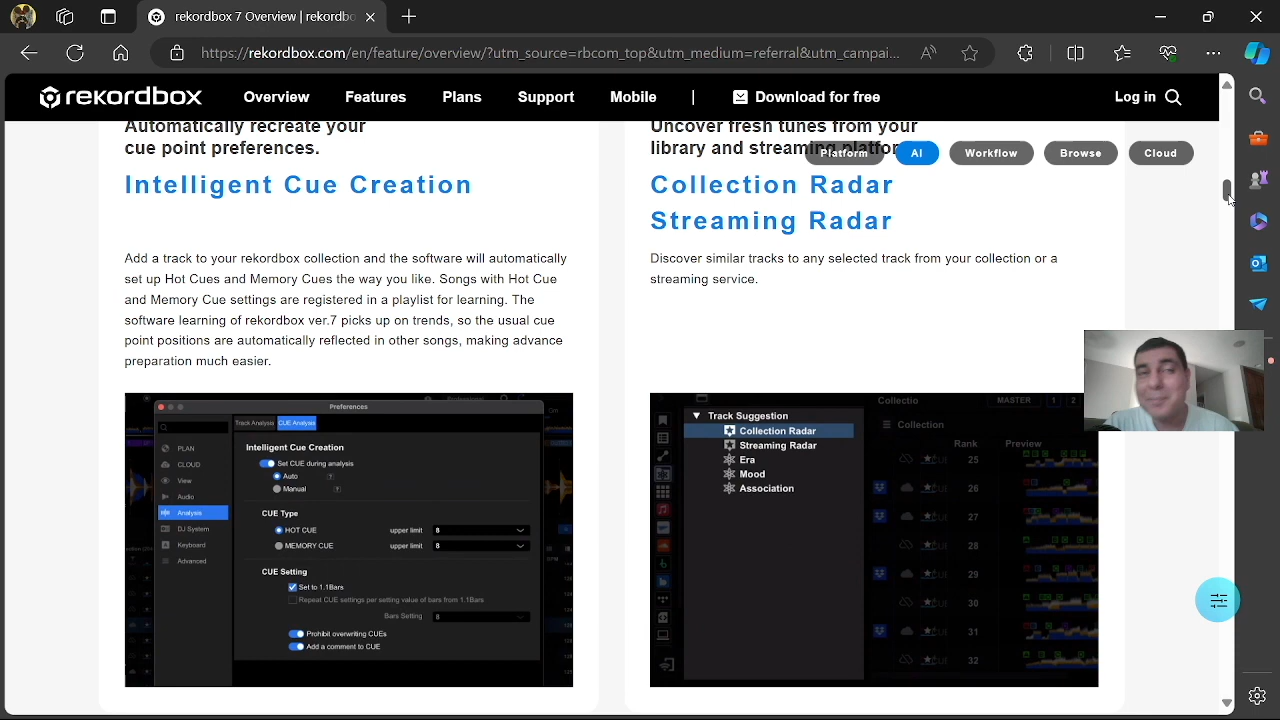 rekordbox 7 Overview | rekordbox
https://rekordbox.com/en/feature/overview/?utm_source=rbcom_top&utm_medium=referral&utm_campai...
rekordbox
Overview
Features
Plans
Support
Mobile
|
Download for free
Log in
Platform
AI
Workflow
Browse
Cloud
Automatically recreate your
cue point preferences.
Intelligent Cue Creation
Add a track to your rekordbox collection and the software will automatically
set up Hot Cues and Memory Cues the way you like. Songs with Hot Cue
and Memory Cue settings are registered in a playlist for learning. The
software learning of rekordbox ver.7 picks up on trends, so the usual cue
point positions are automatically reflected in other songs, making advance
preparation much easier.
Preferences
Track Analysis
CUE Analysis
PLAN
CLOUD
View
Audio
Analysis
DJ System
Keyboard
Advanced
Intelligent Cue Creation
Set CUE during analysis
Auto
?
Manual
?
CUE Type
HOT CUE upper limit 8
MEMORY CUE upper limit 8
CUE Setting
Set to 1.1Bars
Repeat CUE settings per setting value of bars from 1.1Bars
Bars Setting 8
Prohibit overwriting CUEs
Add a comment to CUE
Uncover fresh tunes from your
library and streaming platform
Collection Radar
Streaming Radar
Discover similar tracks to any selected track from your collection or a
streaming service.
Track Suggestion
Collection Radar
Streaming Radar
Era
Mood
Association
Collectio
MASTER 1 2
Collection
Rank Preview
25
26
27
28
29
30
31
32